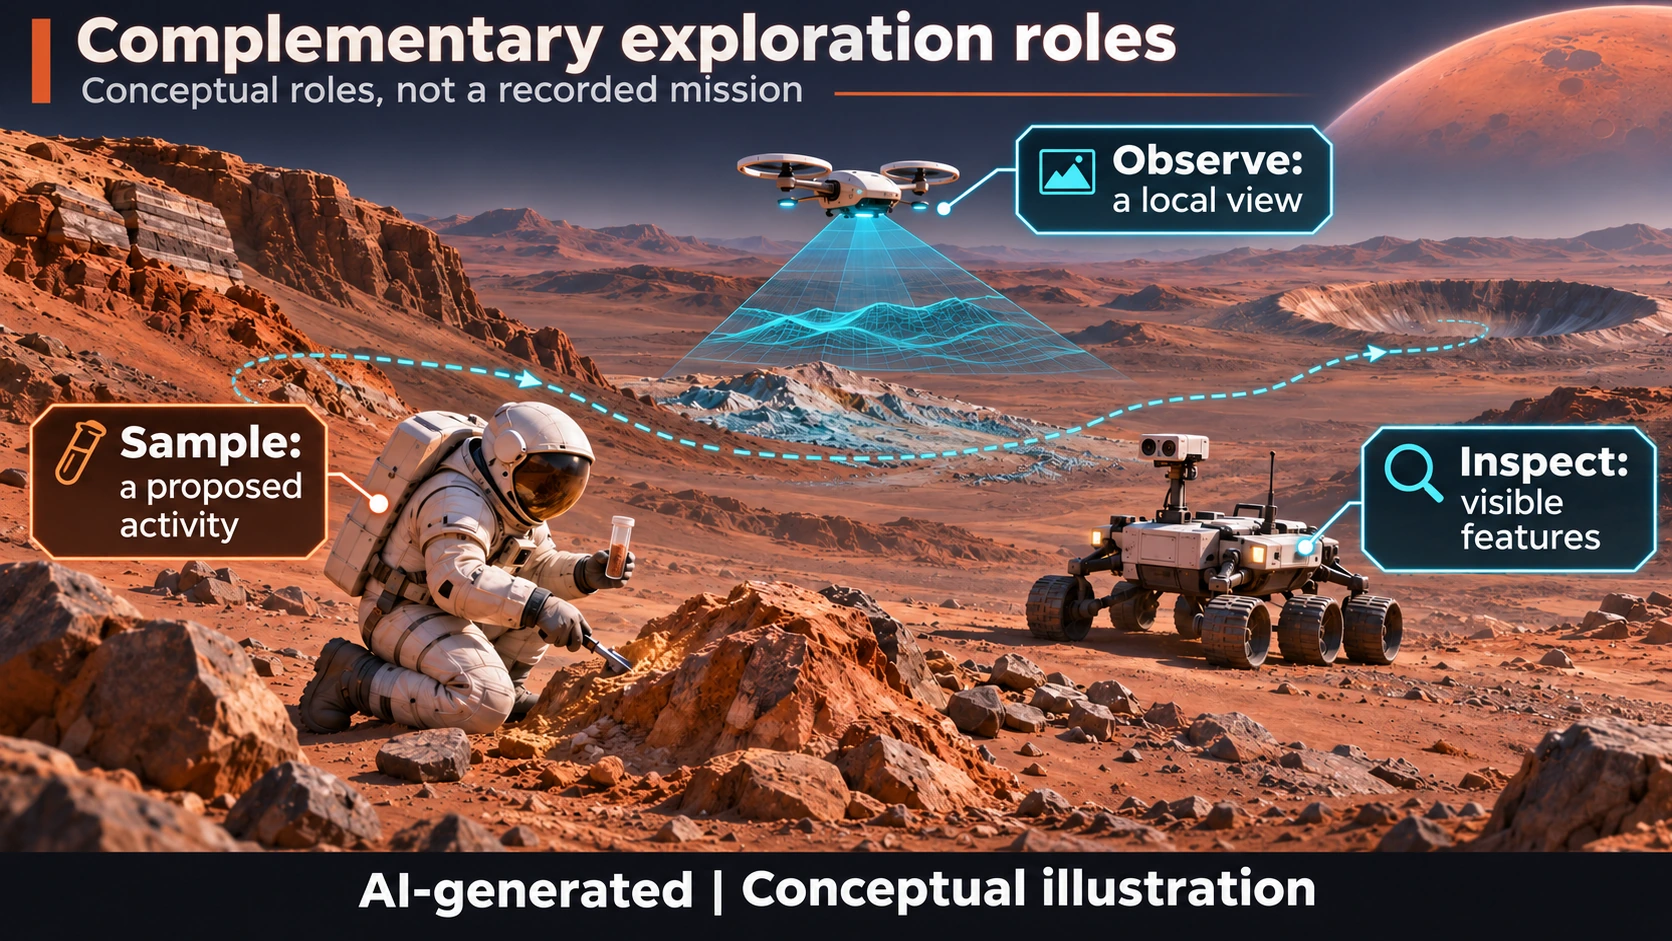 Complementary exploration roles
Conceptual roles, not a recorded mission
Observe:
a local view
Sample:
a proposed
activity
Inspect:
visible
features
AI-generated | Conceptual illustration